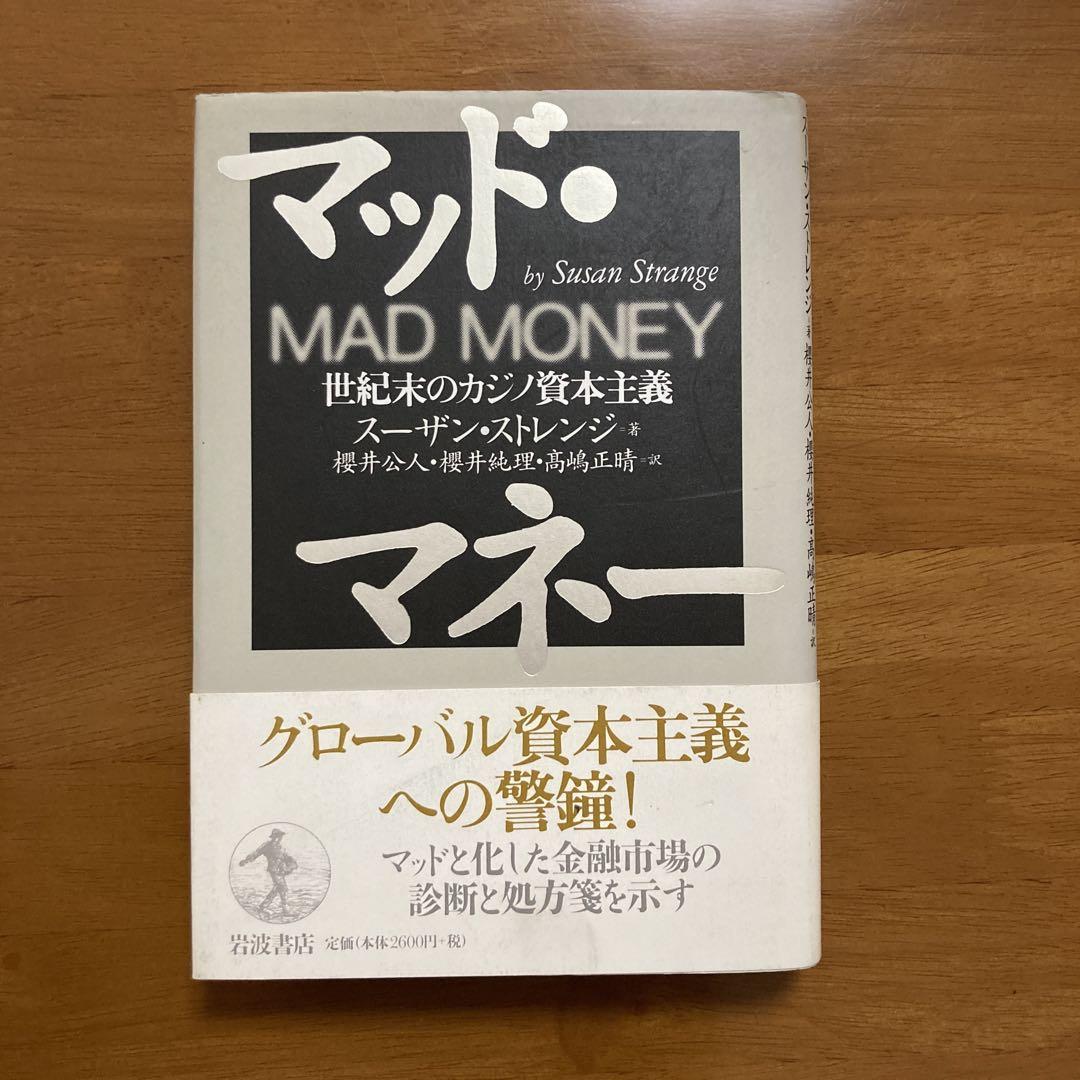 マッド・
by Susan Strange
MAD MONEY
世紀末のカジノ資本主義
スーザン・ストレンジ=著
櫻井公人・櫻井純理・髙嶋正晴=訳
マネー
グローバル資本主義
への警鐘!
マッドと化した金融市場の
診断と処方箋を示す
岩波書店 定価(本体2600円+税)
スーザン・ストレンジ 著 櫻井公人・櫻井純理・髙嶋正晴 訳